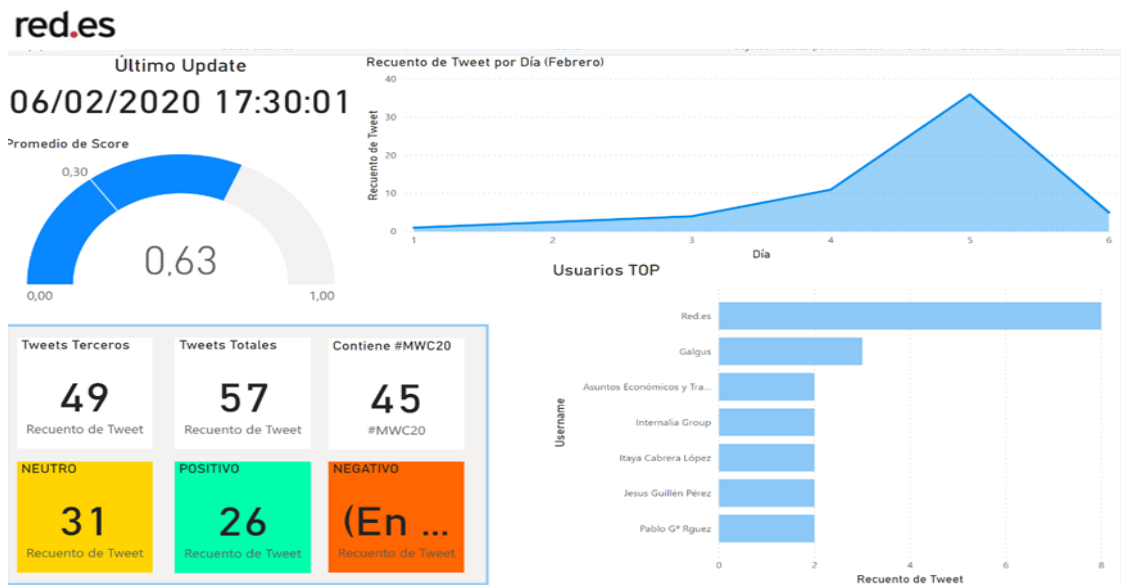 red.es
Último Update
06/02/2020 17:30:01
Promedio de Score
0,30
0,63
0,00
1,00
Recuento de Tweet por Día (Febrero)
Recuento de Tweet
40
30
20
10
0
1 2 3 4 5 6
Día
Tweets Terceros
49
Recuento de Tweet
Tweets Totales
57
Recuento de Tweet
Contiene #MWC20
45
#MWC20
NEUTRO
31
Recuento de Tweet
POSITIVO
26
Recuento de Tweet
NEGATIVO
(En ...
Recuento de Tweet
Usuarios TOP
Username
Red.es
Galgus
Asuntos Económicos y Tra...
Internalia Group
Itaya Cabrera López
Jesus Guillén Pérez
Pablo Gª Rguez
0 2 4 6 8
Recuento de Tweet